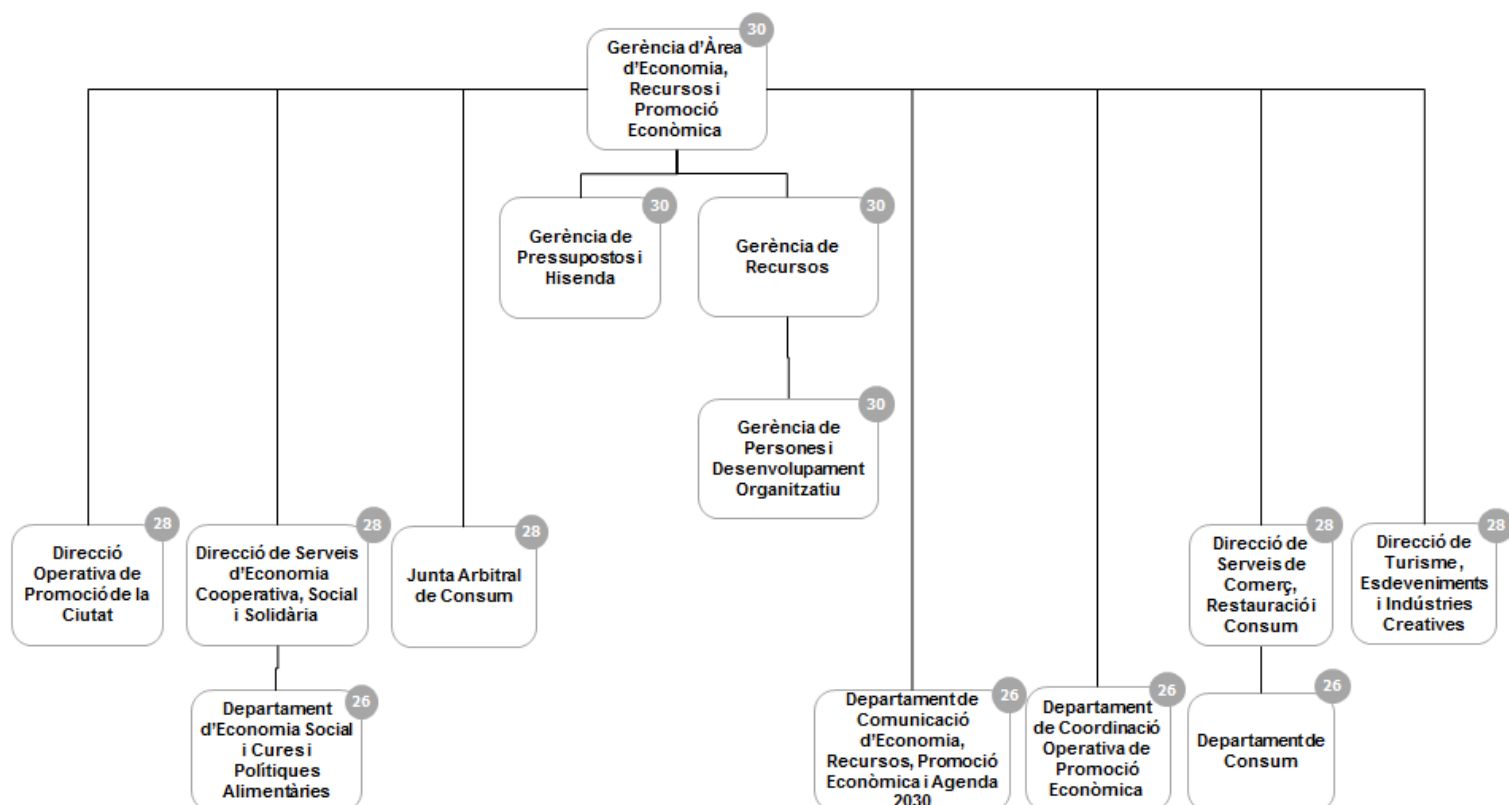 30
Gerència d'Àrea
d'Economia,
Recursos i
Promoció
Econòmica
30
Gerència de
Pressupostos i
Hisenda
30
Gerència de
Recursos
30
Gerència de
Persones i
Desenvolupament
Organitzatiu
28
Direcció
Operativa de
Promoció de la
Ciutat
28
Direcció de Serveis
d'Economia
Cooperativa, Social
i Solidària
28
Junta Arbitral
de Consum
28
Direcció de
Serveis de
Comerç,
Restauració i
Consum
28
Direcció de
Turisme,
Esdeveniments
i Indústries
Creatives
26
Departament
d'Economia Social
i Cures i
Polítiques
Alimentàries
26
Departament de
Comunicació
d'Economia,
Recursos, Promoció
Econòmica i Agenda
2030
26
Departament
de Coordinació
Operativa de
Promoció
Econòmica
26
Departament de
Consum